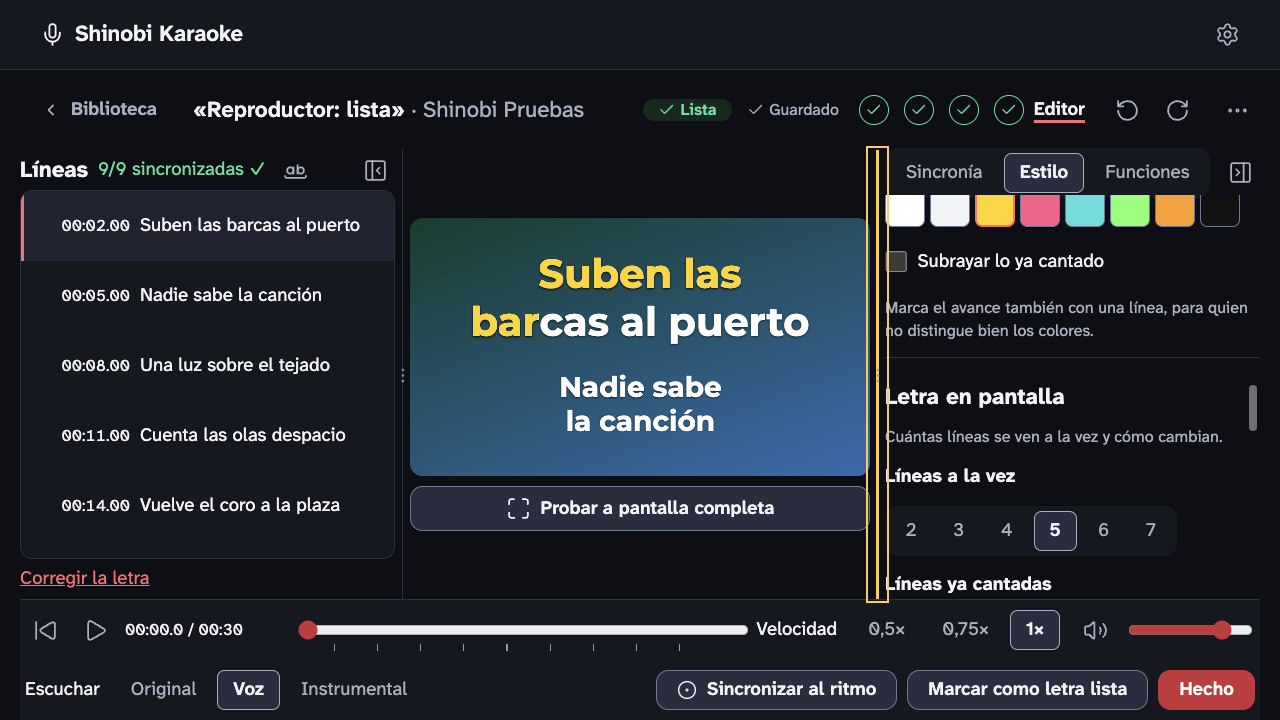 Shinobi Karaoke
Biblioteca
«Reproductor: lista» · Shinobi Pruebas
Lista
Guardado
Editor
Líneas 9/9 sincronizadas
ab
Sincronía
Estilo
Funciones
00:02.00 Suben las barcas al puerto
00:05.00 Nadie sabe la canción
00:08.00 Una luz sobre el tejado
00:11.00 Cuenta las olas despacio
00:14.00 Vuelve el coro a la plaza
Corregir la letra
Suben las
barcas al puerto
Nadie sabe
la canción
Probar a pantalla completa
Subrayar lo ya cantado
Marca el avance también con una línea, para quien
no distingue bien los colores.
Letra en pantalla
Cuántas líneas se ven a la vez y cómo cambian.
Líneas a la vez
2 3 4 5 6 7
Líneas ya cantadas
00:00.0 / 00:30
Velocidad
0,5×
0,75×
1×
Escuchar
Original
Voz
Instrumental
Sincronizar al ritmo
Marcar como letra lista
Hecho